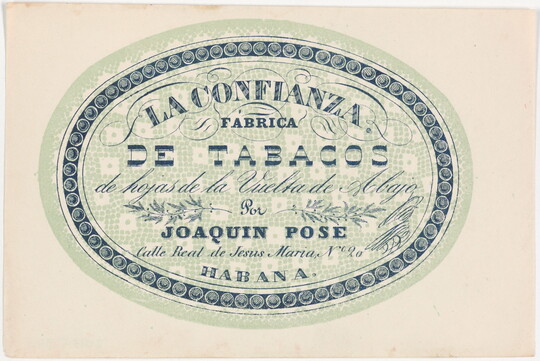 LA CONFIANZA.
FÁBRICA
DE TABACOS
de hojas de la Vuelta de Abajo
Por
JOAQUIN POSE
Calle Real de Jesus Maria, Nº 20
HABANA.